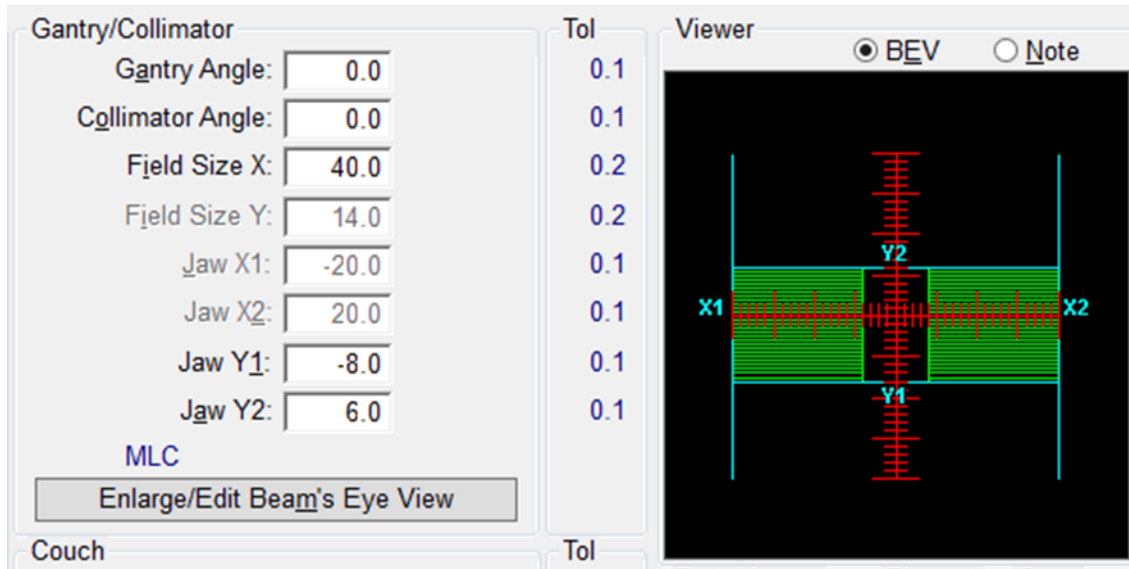 Gantry/Collimator Tol Viewer
BEV Note
Gantry Angle: 0.0 0.1
Collimator Angle: 0.0 0.1
Field Size X: 40.0 0.2
Field Size Y: 14.0 0.2
Jaw X1: -20.0 0.1
Jaw X2: 20.0 0.1
Jaw Y1: -8.0 0.1
Jaw Y2: 6.0 0.1
MLC
Enlarge/Edit Beam's Eye View
Couch Tol
Y2
X1 X2
Y1